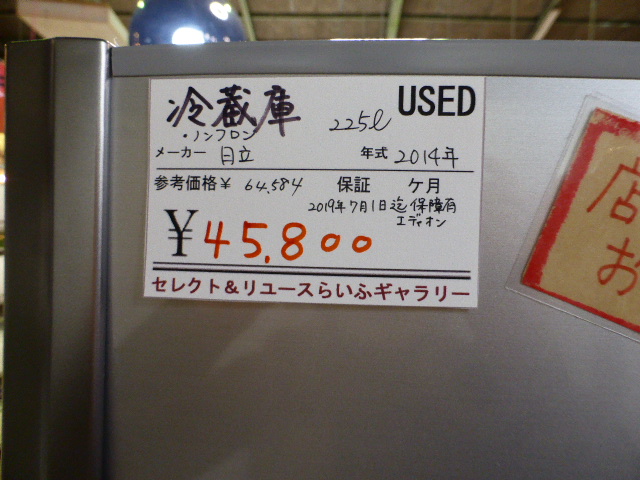 冷蔵庫 USED
・ノンフロン 225ℓ
メーカー 日立 年式 2014年
参考価格¥ 64,584 保証 ケ月
2019年7月1日迄保障有
エディオン
¥45,800
セレクト&リユースらいふギャラリー
店
お